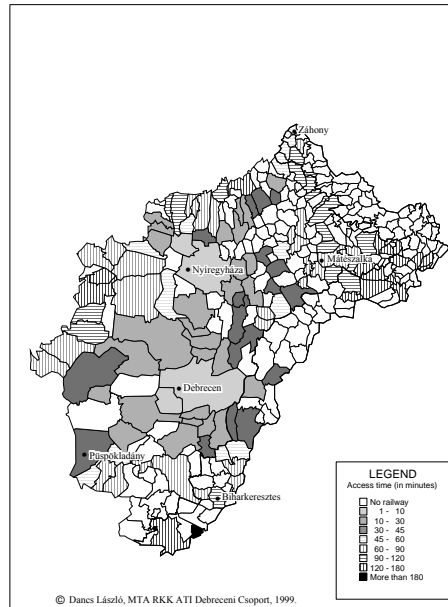 Záhony
Mátészalka
Nyíregyháza
Debrecen
Püspökladány
Biharkeresztes
LEGEND
Access time (in minutes)
No railway
1 - 10
10 - 30
30 - 45
45 - 60
60 - 90
90 - 120
120 - 180
More than 180
© Dancs László, MTA RKK ATI Debreceni Csoport, 1999.